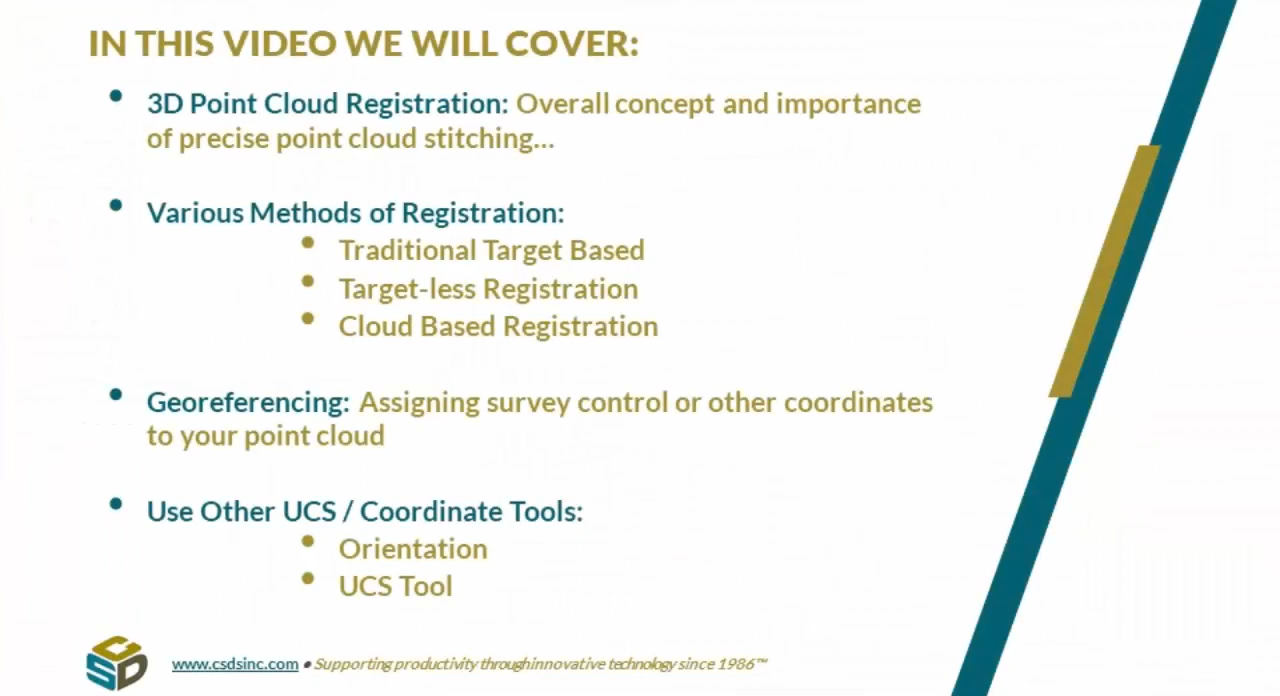 IN THIS VIDEO WE WILL COVER:
• 3D Point Cloud Registration: Overall concept and importance
of precise point cloud stitching...
• Various Methods of Registration:
• Traditional Target Based
• Target-less Registration
• Cloud Based Registration
• Georeferencing: Assigning survey control or other coordinates
to your point cloud
• Use Other UCS / Coordinate Tools:
• Orientation
• UCS Tool
CSD
www.csdsinc.com • Supporting productivity through innovative technology since 1986™